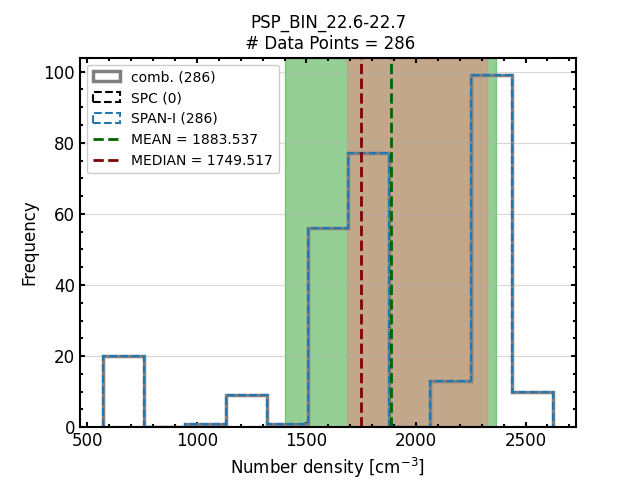 PSP_BIN_22.6-22.7
# Data Points = 286
comb. (286)
SPC (0)
SPAN-I (286)
MEAN = 1883.537
MEDIAN = 1749.517
100
80
60
40
20
0
Frequency
500 1000 1500 2000 2500
Number density [cm⁻³]